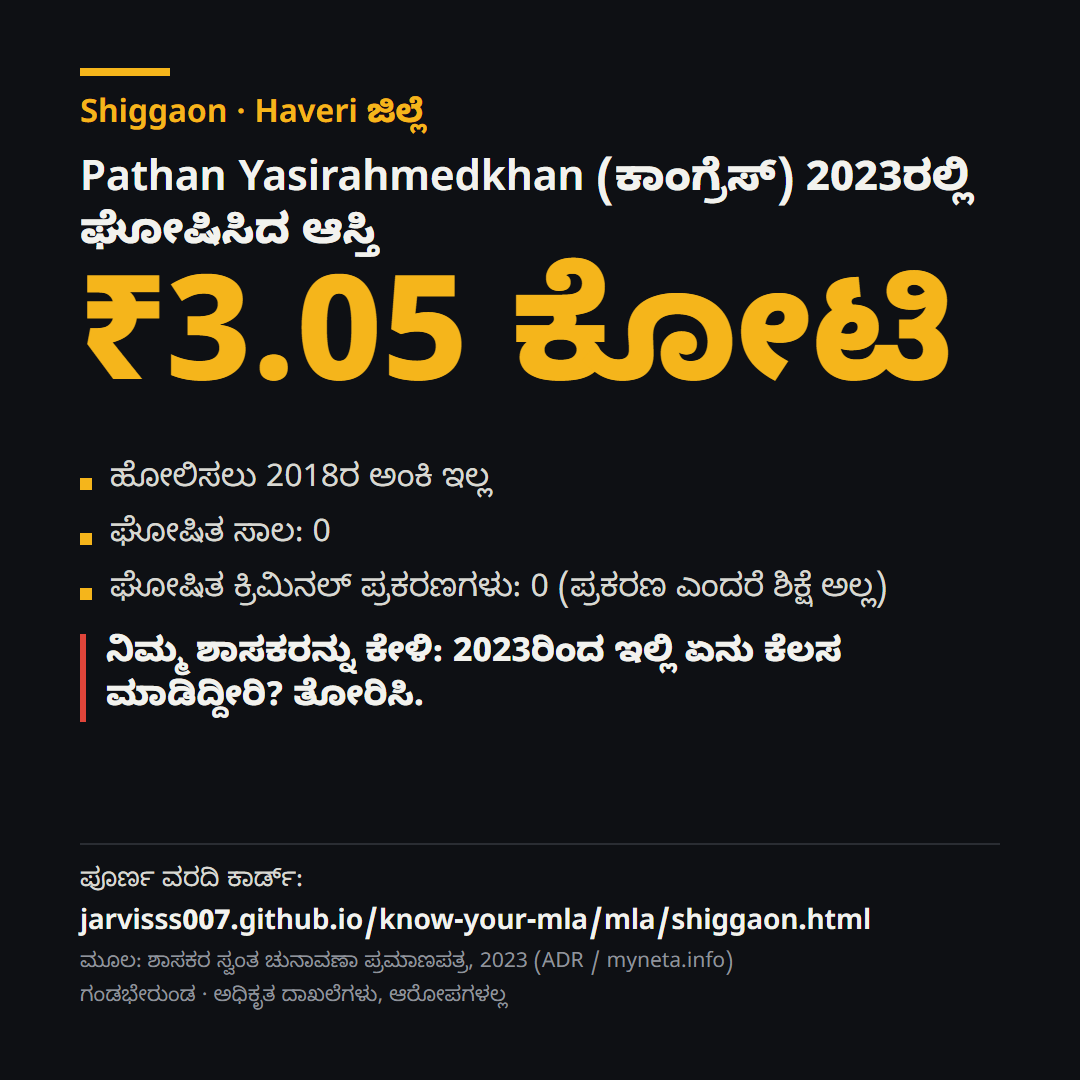 Shiggaon · Haveri ಜಿಲ್ಲೆ
Pathan Yasirahmedkhan (ಕಾಂಗ್ರೆಸ್) 2023ರಲ್ಲಿ
ಘೋಷಿಸಿದ ಆಸ್ತಿ
₹3.05 ಕೋಟಿ
ಹೋಲಿಸಲು 2018ರ ಅಂಕಿ ಇಲ್ಲ
ಘೋಷಿತ ಸಾಲ: 0
ಘೋಷಿತ ಕ್ರಿಮಿನಲ್ ಪ್ರಕರಣಗಳು: 0 (ಪ್ರಕರಣ ಎಂದರೆ ಶಿಕ್ಷೆ ಅಲ್ಲ)
ನಿಮ್ಮ ಶಾಸಕರನ್ನು ಕೇಳಿ: 2023ರಿಂದ ಇಲ್ಲಿ ಏನು ಕೆಲಸ
ಮಾಡಿದ್ದೀರಿ? ತೋರಿಸಿ.
ಪೂರ್ಣ ವರದಿ ಕಾರ್ಡ್:
jarvisss007.github.io/know-your-mla/mla/shiggaon.html
ಮೂಲ: ಶಾಸಕರ ಸ್ವಂತ ಚುನಾವಣಾ ಪ್ರಮಾಣಪತ್ರ, 2023 (ADR / myneta.info)
ಗಂಡಭೇರುಂಡ · ಅಧಿಕೃತ ದಾಖಲೆಗಳು, ಆರೋಪಗಳಲ್ಲ